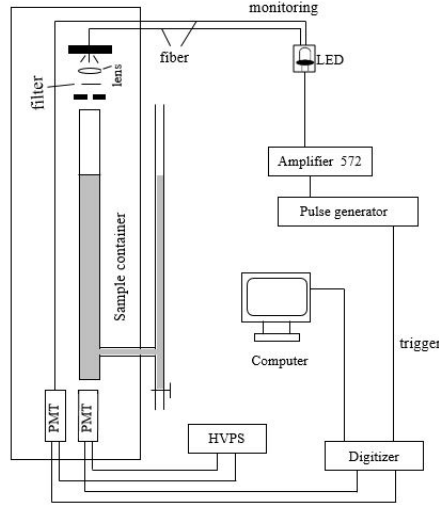 monitoring
fiber
LED
lens
filter
Amplifier 572
Pulse generator
Sample container
Computer
trigger
PMT
PMT
HVPS
Digitizer